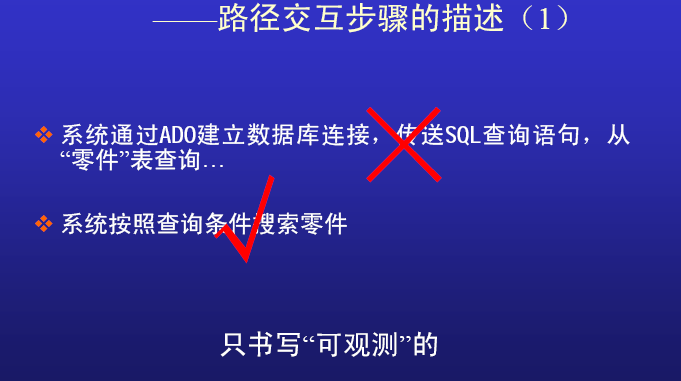 ——路径交互步骤的描述（1）
系统通过ADO建立数据库连接，传送SQL查询语句，从
“零件”表查询…
系统按照查询条件搜索零件
只书写“可观测”的